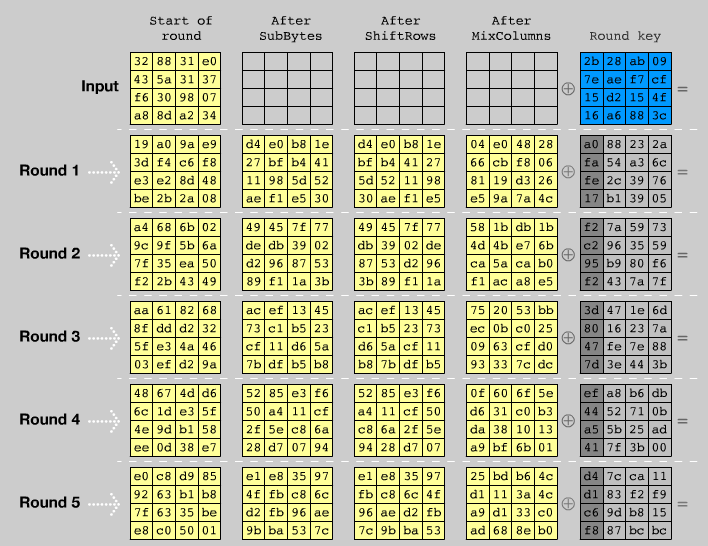 Start of After After After
round SubBytes ShiftRows MixColumns Round key
32 88 31 e0 2b 28 ab 09
43 5a 31 37 7e ae f7 cf
Input f6 30 98 07 15 d2 15 4f ⊕ =
a8 8d a2 34 16 a6 88 3c
19 a0 9a e9 d4 e0 b8 1e d4 e0 b8 1e 04 e0 48 28 a0 88 23 2a
3d f4 c6 f8 27 bf b4 41 bf b4 41 27 66 cb f8 06 fa 54 a3 6c
Round 1 e3 e2 8d 48 11 98 5d 52 5d 52 11 98 81 19 d3 26 ⊕ fe 2c 39 76 =
be 2b 2a 08 ae f1 e5 30 30 ae f1 e5 e5 9a 7a 4c 17 b1 39 05
a4 68 6b 02 49 45 7f 77 49 45 7f 77 58 1b db 1b f2 7a 59 73
9c 9f 5b 6a de db 39 02 db 39 02 de 4d 4b e7 6b c2 96 35 59
Round 2 7f 35 ea 50 d2 96 87 53 87 53 d2 96 ca 5a ca b0 ⊕ 95 b9 80 f6 =
f2 2b 43 49 89 f1 1a 3b 3b 89 f1 1a f1 ac a8 e5 f2 43 7a 7f
aa 61 82 68 ac ef 13 45 ac ef 13 45 75 20 53 bb 3d 47 1e 6d
8f dd d2 32 73 c1 b5 23 c1 b5 23 73 ec 0b c0 25 80 16 23 7a
Round 3 5f e3 4a 46 cf 11 d6 5a d6 5a cf 11 09 63 cf d0 ⊕ 47 fe 7e 88 =
03 ef d2 9a 7b df b5 b8 b8 7b df b5 93 33 7c dc 7d 3e 44 3b
48 67 4d d6 52 85 e3 f6 52 85 e3 f6 0f 60 6f 5e ef a8 b6 db
6c 1d e3 5f 50 a4 11 cf a4 11 cf 50 d6 31 c0 b3 44 52 71 0b
Round 4 4e 9d b1 58 2f 5e c8 6a c8 6a 2f 5e da 38 10 13 ⊕ a5 5b 25 ad =
ee 0d 38 e7 28 d7 07 94 94 28 d7 07 a9 bf 6b 01 41 7f 3b 00
e0 c8 d9 85 e1 e8 35 97 e1 e8 35 97 25 bd b6 4c d4 7c ca 11
92 63 b1 b8 4f fb c8 6c fb c8 6c 4f d1 11 3a 4c d1 83 f2 f9
Round 5 7f 63 35 be d2 fb 96 ae 96 ae d2 fb a9 d1 33 c0 ⊕ c6 9d b8 15 =
e8 c0 50 01 9b ba 53 7c 7c 9b ba 53 ad 68 8e b0 f8 87 bc bc